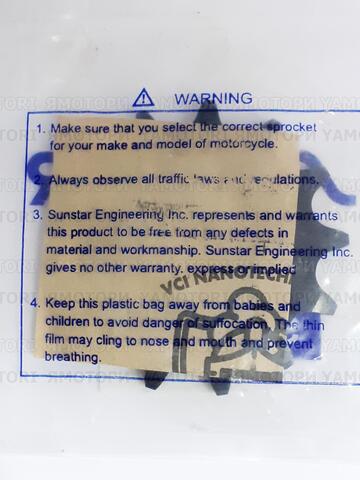 ⚠ WARNING
1. Make sure that you select the correct sprocket
for your make and model of motorcycle.
2. Always observe all traffic laws and regulations.
3. Sunstar Engineering Inc. represents and warrants
this product to be free from any defects in
material and workmanship. Sunstar Engineering Inc.
gives no other warranty. express or implied
VCI NANOTECH
4. Keep this plastic bag away from babies and
children to avoid danger of suffocation. The thin
film may cling to nose and mouth and prevent
breathing.